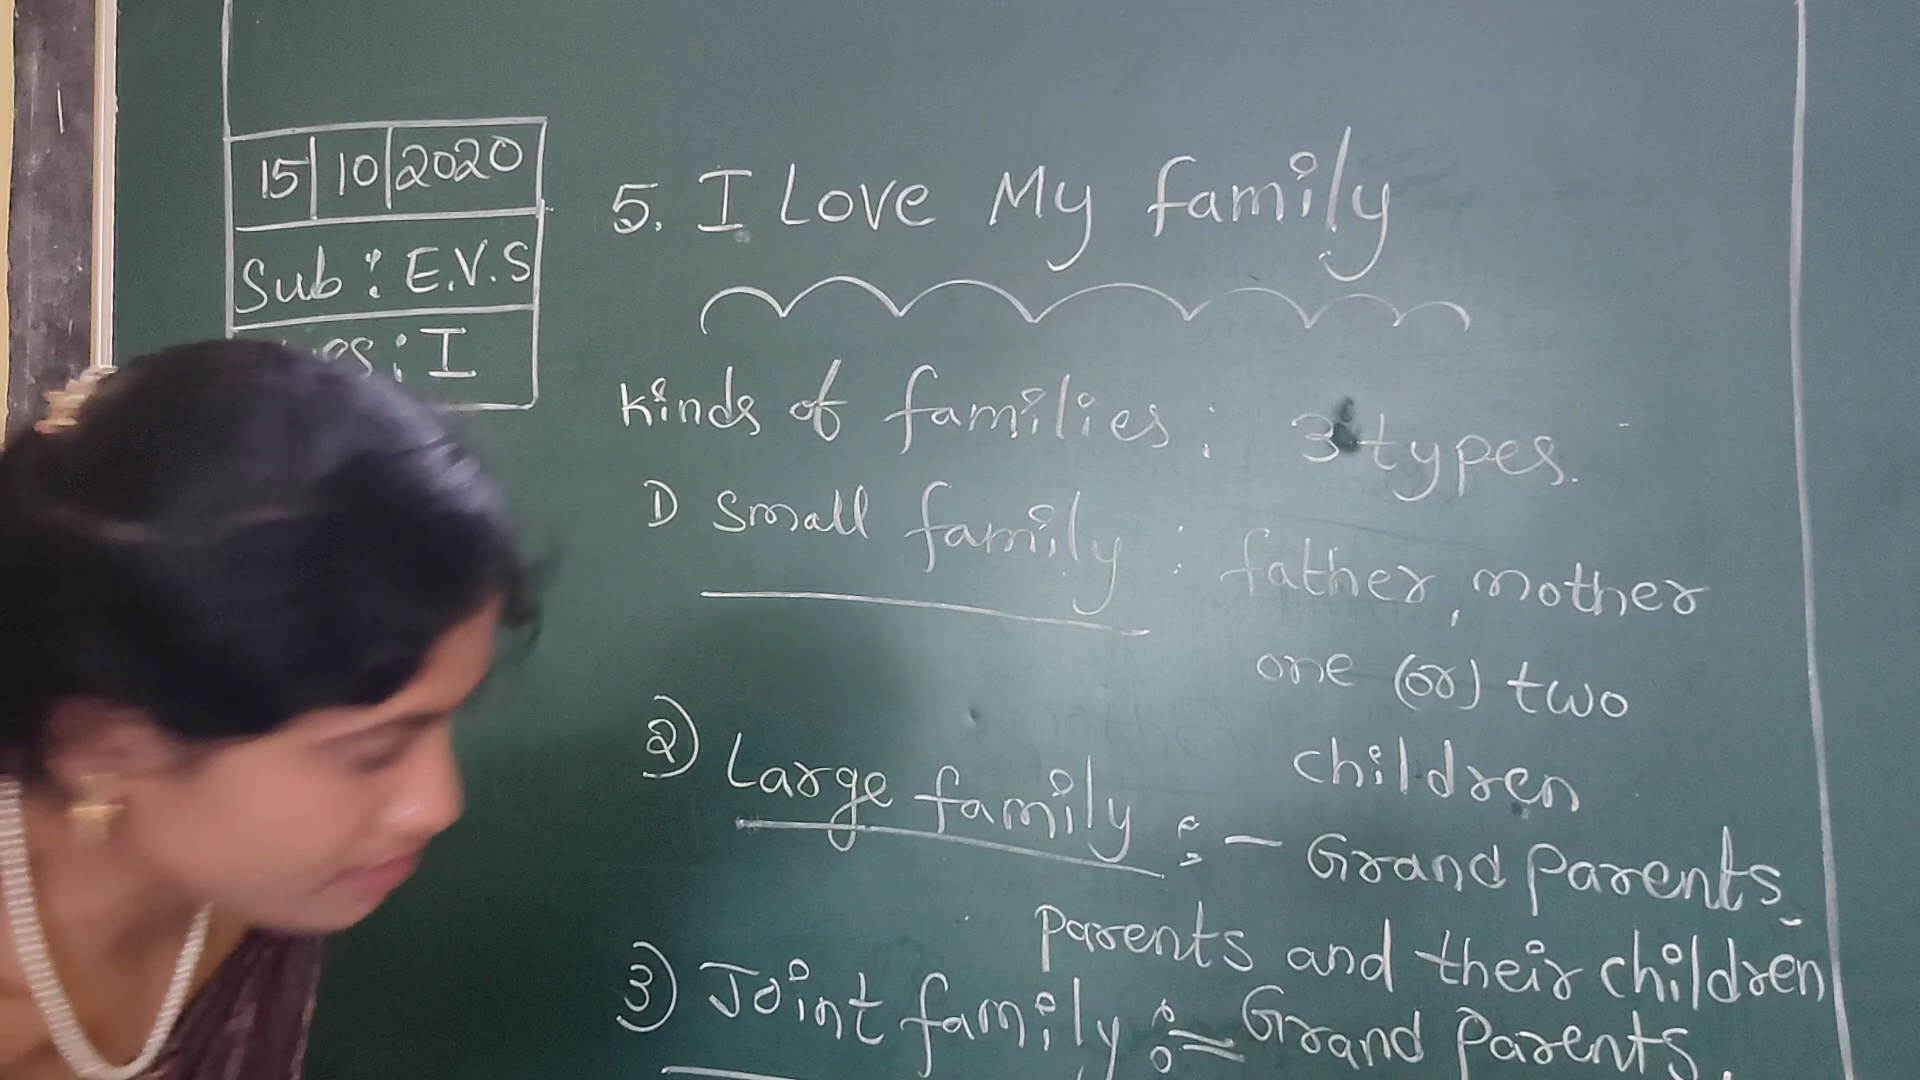 15|10|2020
Sub: E.V.S
: I
5. I Love My family
Kinds of families: 3 types.
1) Small family : father, mother
one (or) two
children
2) Large family :- Grand Parents,
Parents and their children
3) Joint family := Grand Parents,